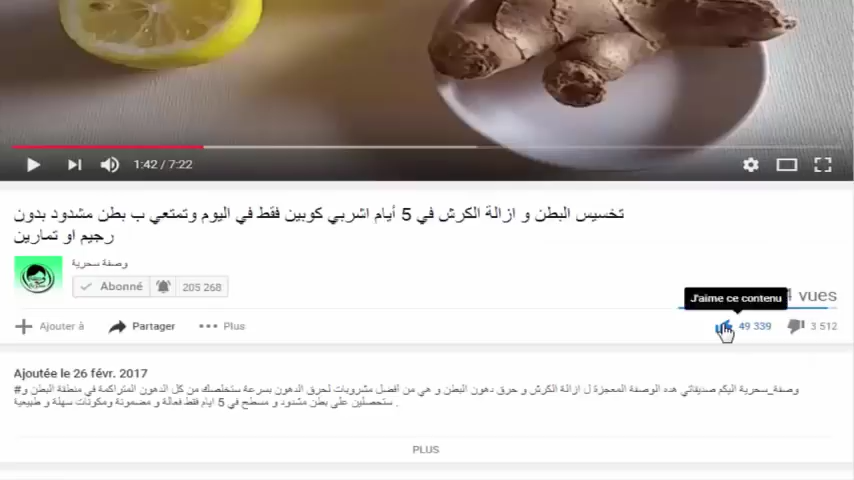 1:42 / 7:22
تخسيس البطن و ازالة الكرش في 5 أيام اشربي كوبين فقط في اليوم وتمتعي ب بطن مشدود بدون
رجيم او تمارين
وصفة سحرية
Abonné 205 268
J'aime ce contenu
4 vues
Ajouter à Partager Plus 49 339 3 512
Ajoutée le 26 févr. 2017
#وصفة_سحرية اليكم صديقاتي هده الوصفة المعجزة ل ازالة الكرش و حرق دهون البطن و هي من أفضل مشروبات لحرق الدهون بسرعة ستخلصك من كل الدهون المتراكمة في منطقة البطن و
ستحصلين على بطن مشدود و مسطح في 5 ايام فقط فعالة و مضمونة ومكونات سهلة و طبيعية .
PLUS